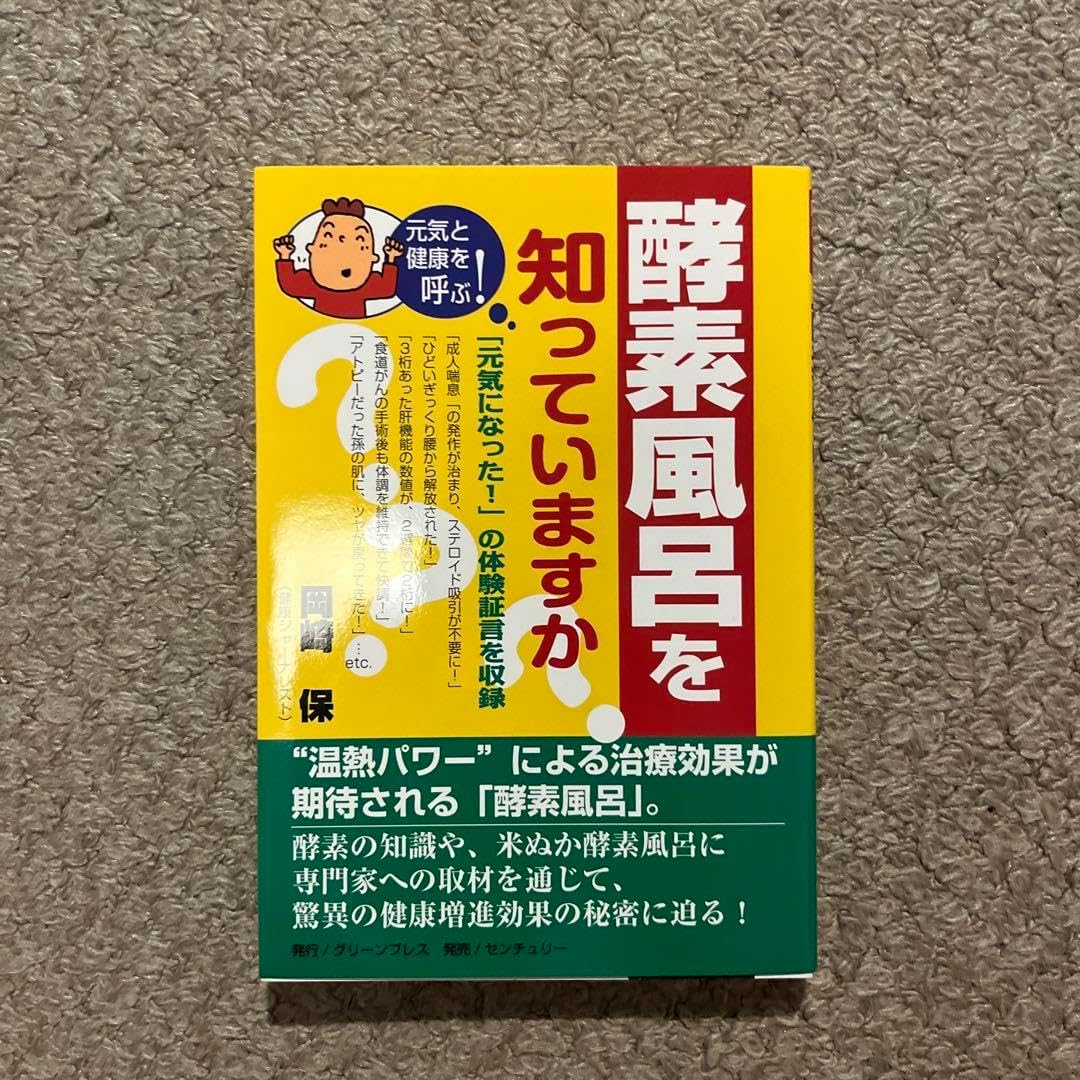 酵素風呂を
知っていますか
元気と
健康を
呼ぶ!
「元気になった!」の体験証言を収録
「成人喘息「の発作が治まり、ステロイド吸引が不要に!」
「ひどいぎっくり腰から解放された!」
「3桁あった肝機能の数値が、2週間で2桁に!」
「食道がんの手術後も体調を維持できて快調!」
「アトピーだった孫の肌に、ツヤが戻ってきた!」…
etc.
岡﨑 保
(健康ジャーナリスト)
“温熱パワー”による治療効果が
期待される「酵素風呂」。
酵素の知識や、米ぬか酵素風呂に
専門家への取材を通じて、
驚異の健康増進効果の秘密に迫る!
発行/グリーンプレス 発売/センチュリー